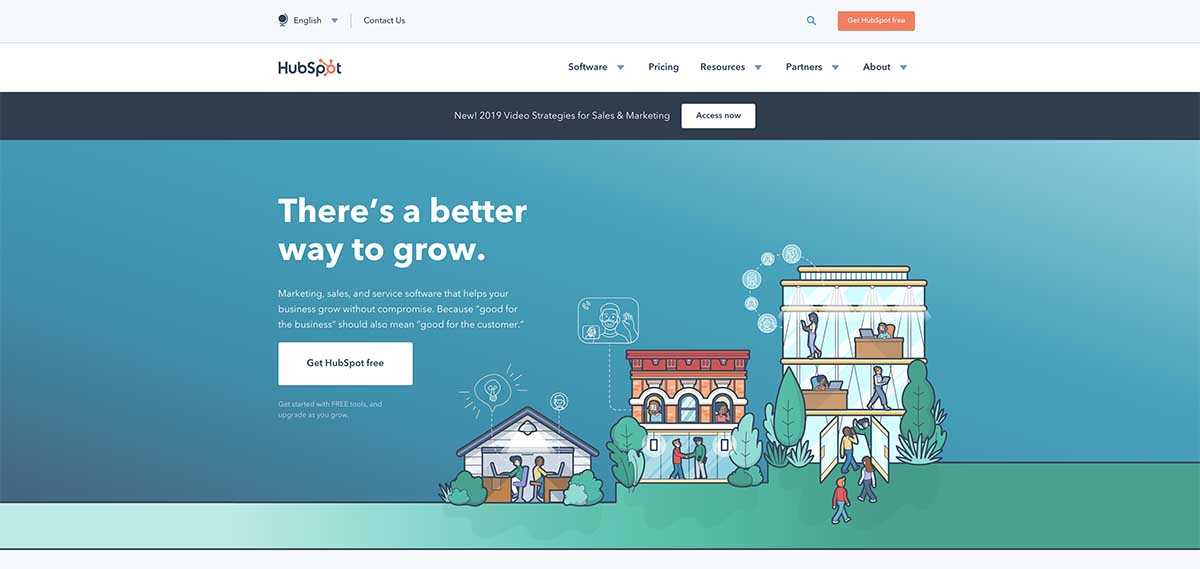 English
Contact Us
Get HubSpot free
HubSpot
Software
Pricing
Resources
Partners
About
New! 2019 Video Strategies for Sales & Marketing
Access now
There’s a better
way to grow.
Marketing, sales, and service software that helps your
business grow without compromise. Because “good for
the business” should also mean “good for the customer.”
Get HubSpot free
Get started with FREE tools, and
upgrade as you grow.